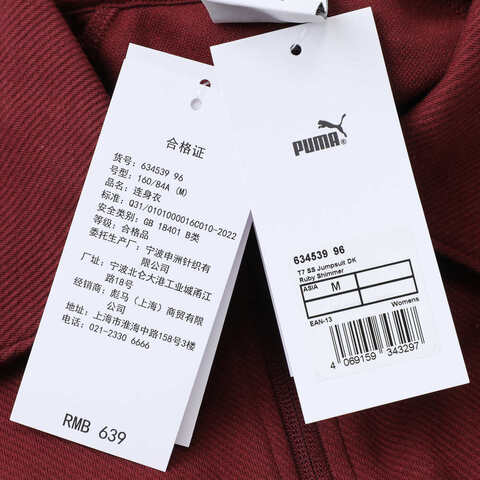 合格证
货号: 634539 96
号型: 160/84A (M)
品名: 连身衣
标准: Q31/0101000016C010-2022
安全类别: GB 18401 B类
等级: 合格品
委托生产厂: 宁波申洲针织有
限公司
厂址: 宁波北仑大港工业城甬江
路18号
经销商: 彪马（上海）商贸有限
公司
地址: 上海市淮海中路158号3楼
电话: 021-2330 6666
RMB 639
PUMA®
634539 96
T7 SS Jumpsuit DK
Ruby Shimmer
ASIA M
Womens
EAN-13
4 069159 343297